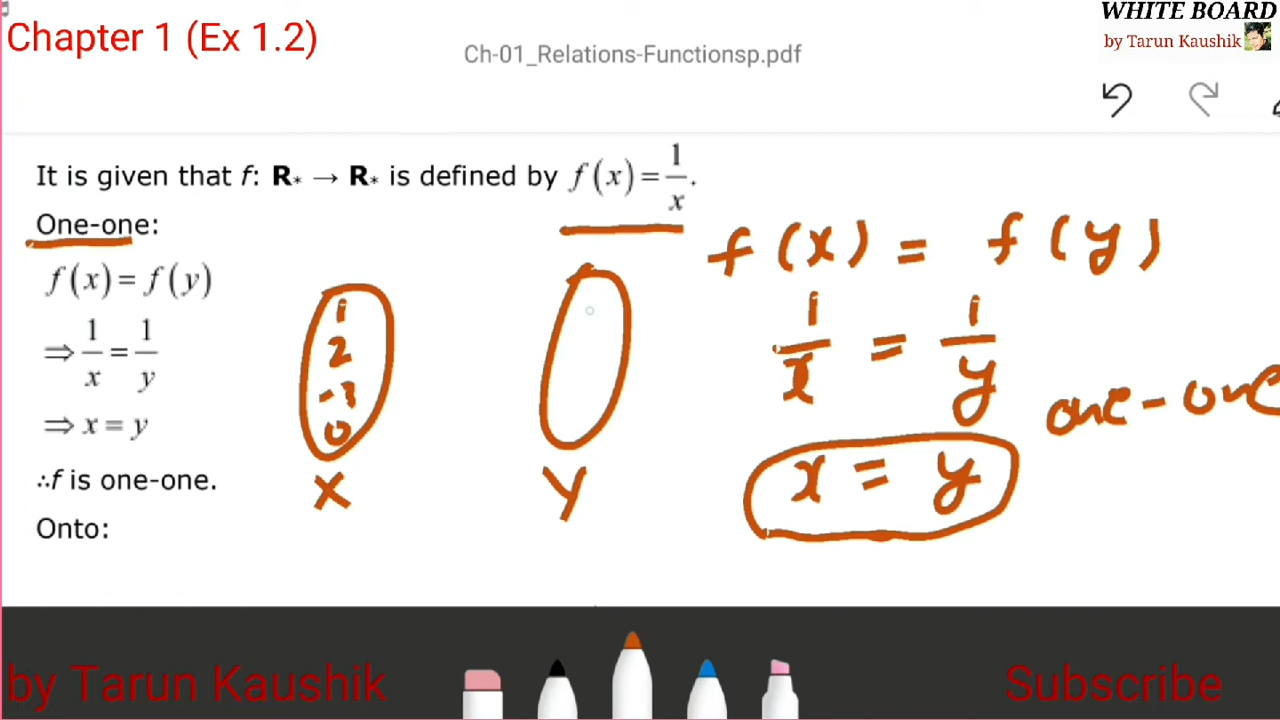 Chapter 1 (Ex 1.2)
WHITE BOARD
by Tarun Kaushik
Ch-01_Relations-Functionsp.pdf
It is given that f: R* → R* is defined by f(x) = 1/x.
One-one:
f(x) = f(y)
⇒ 1/x = 1/y
⇒ x = y
∴f is one-one.
Onto:
1
2
-3
0
X
Y
f(x) = f(y)
1/x = 1/y
one-one
x = y
by Tarun Kaushik
Subscribe